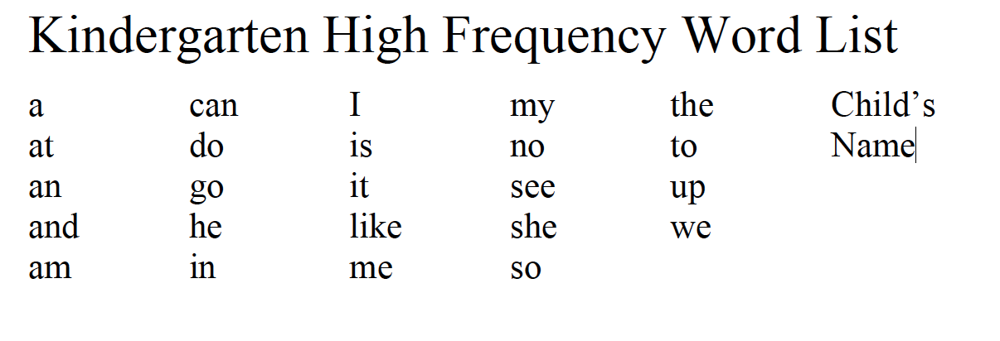 Kindergarten High Frequency Word List
a can I my the Child’s
at do is no to Name
an go it see up
and he like she we
am in me so